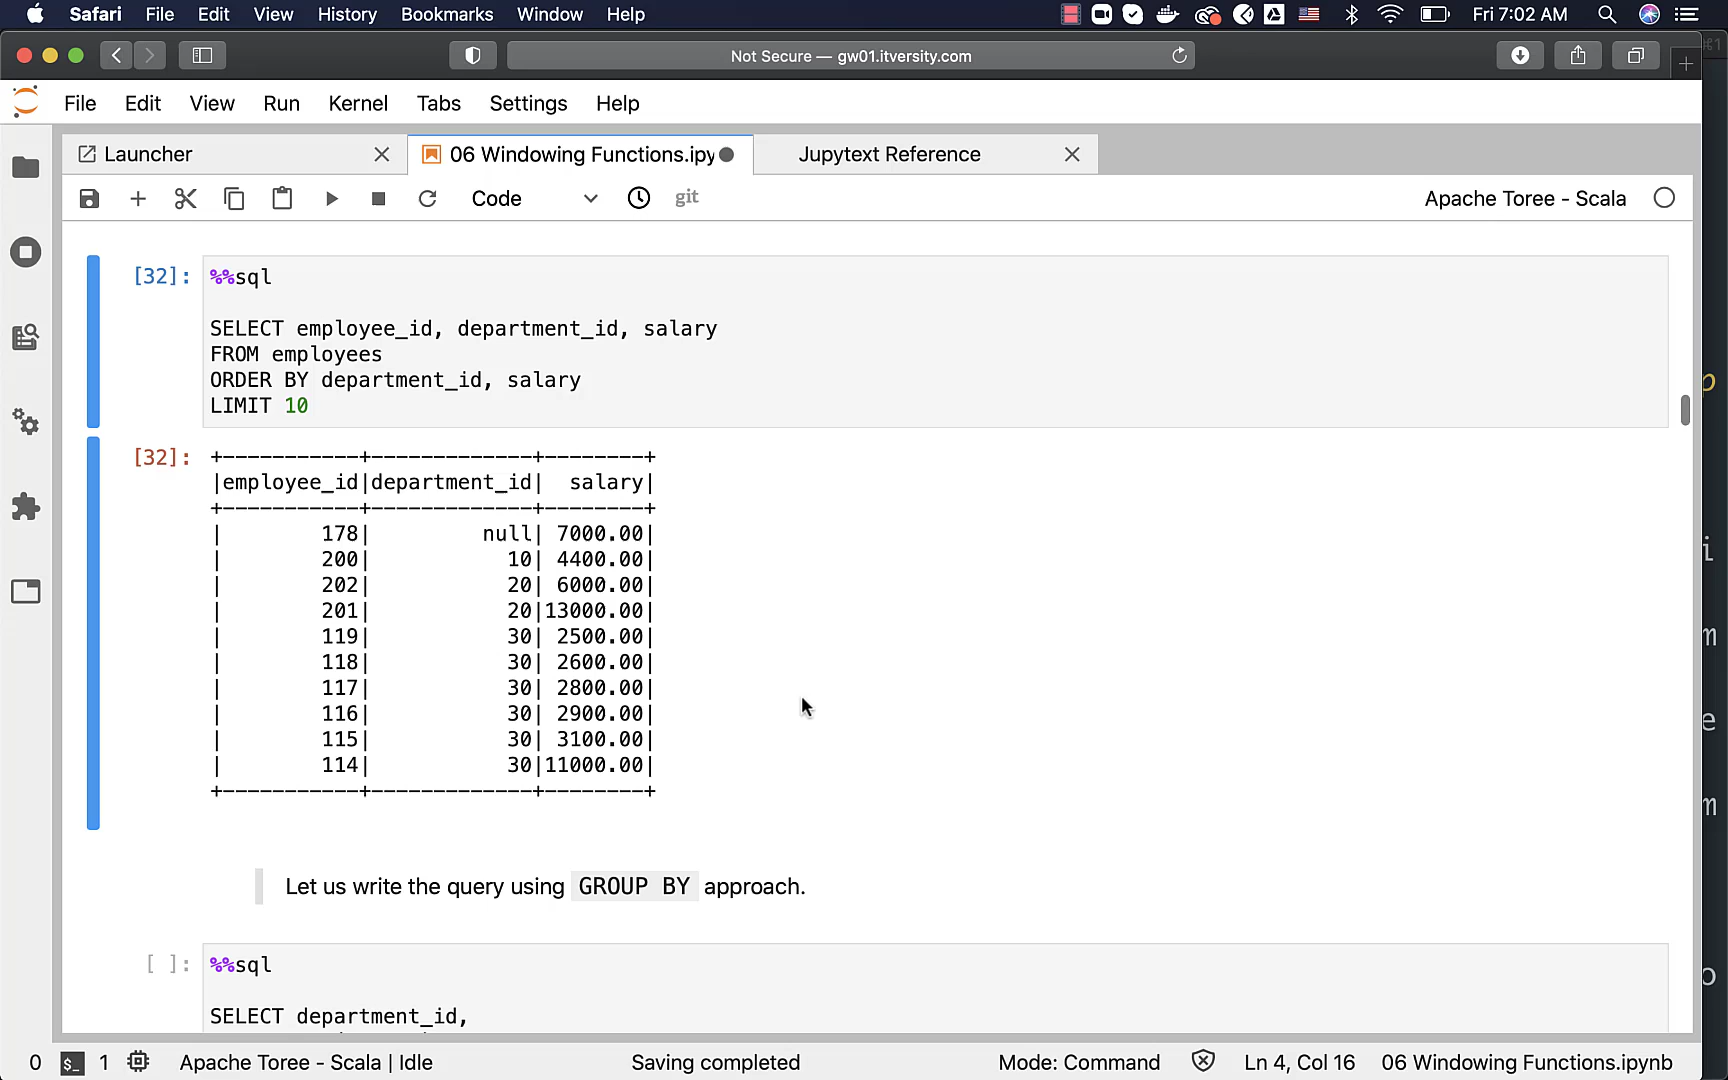 Safari File Edit View History Bookmarks Window Help Fri 7:02 AM
Not Secure — gw01.itversity.com
File Edit View Run Kernel Tabs Settings Help
Launcher 06 Windowing Functions.ipy Jupytext Reference
Code git Apache Toree - Scala
[32]: %%sql
SELECT employee_id, department_id, salary
FROM employees
ORDER BY department_id, salary
LIMIT 10
[32]: +-----------+-------------+--------+
|employee_id|department_id|  salary|
+-----------+-------------+--------+
|        178|         null| 7000.00|
|        200|           10| 4400.00|
|        202|           20| 6000.00|
|        201|           20|13000.00|
|        119|           30| 2500.00|
|        118|           30| 2600.00|
|        117|           30| 2800.00|
|        116|           30| 2900.00|
|        115|           30| 3100.00|
|        114|           30|11000.00|
+-----------+-------------+--------+
Let us write the query using GROUP BY approach.
[ ]: %%sql
SELECT department_id,
0 $_ 1 Apache Toree - Scala | Idle Saving completed Mode: Command Ln 4, Col 16 06 Windowing Functions.ipynb